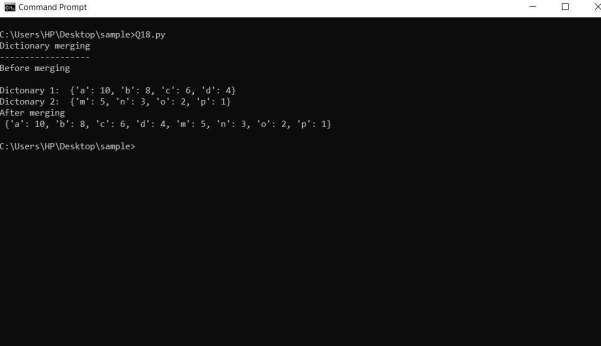 Command Prompt
C:\Users\HP\Desktop\sample>Q18.py
Dictionary merging
------------------
Before merging
Dictonary 1:  {'a': 10, 'b': 8, 'c': 6, 'd': 4}
Dictonary 2:  {'m': 5, 'n': 3, 'o': 2, 'p': 1}
After merging
 {'a': 10, 'b': 8, 'c': 6, 'd': 4, 'm': 5, 'n': 3, 'o': 2, 'p': 1}
C:\Users\HP\Desktop\sample>